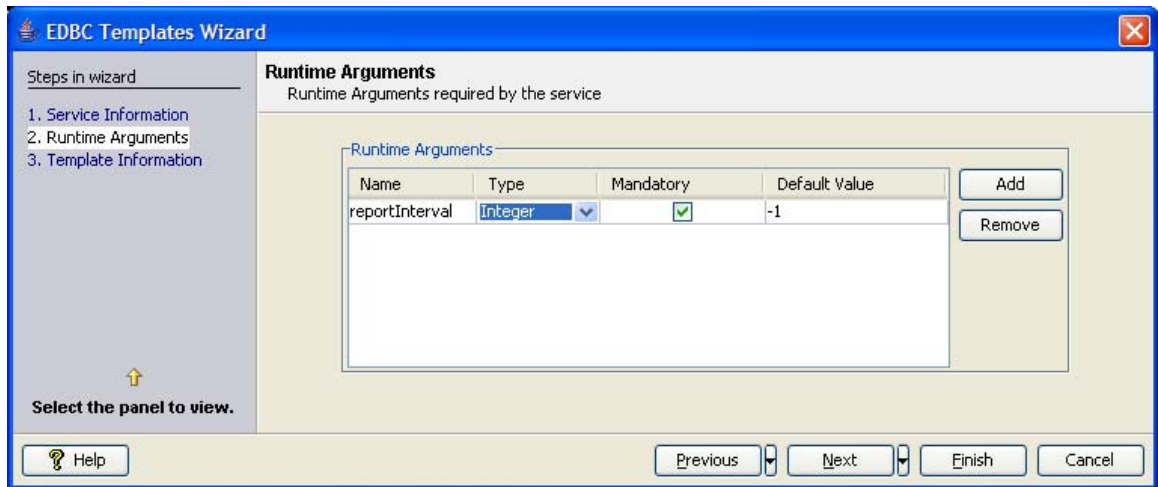 EDBC Templates Wizard
Steps in wizard
1. Service Information
2. Runtime Arguments
3. Template Information
Select the panel to view.
Runtime Arguments
Runtime Arguments required by the service
Runtime Arguments
Name Type Mandatory Default Value
reportInterval Integer -1
Add
Remove
? Help
Previous Next Finish Cancel